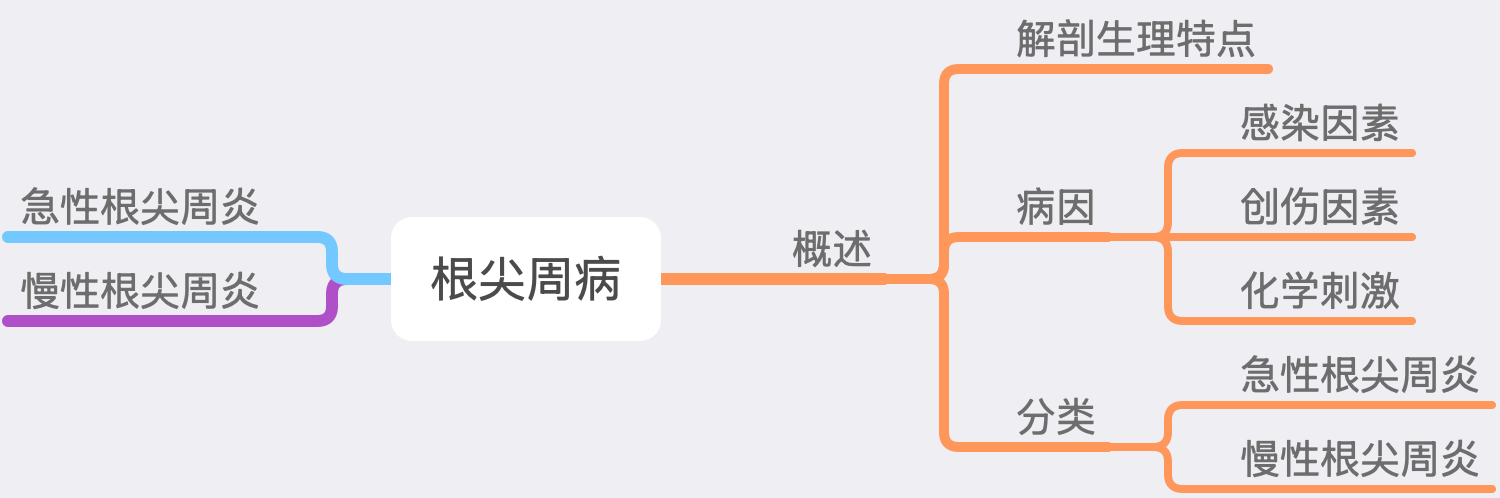 解剖生理特点
感染因素
急性根尖周炎
病因
创伤因素
概述
根尖周病
慢性根尖周炎
化学刺激
急性根尖周炎
分类
慢性根尖周炎